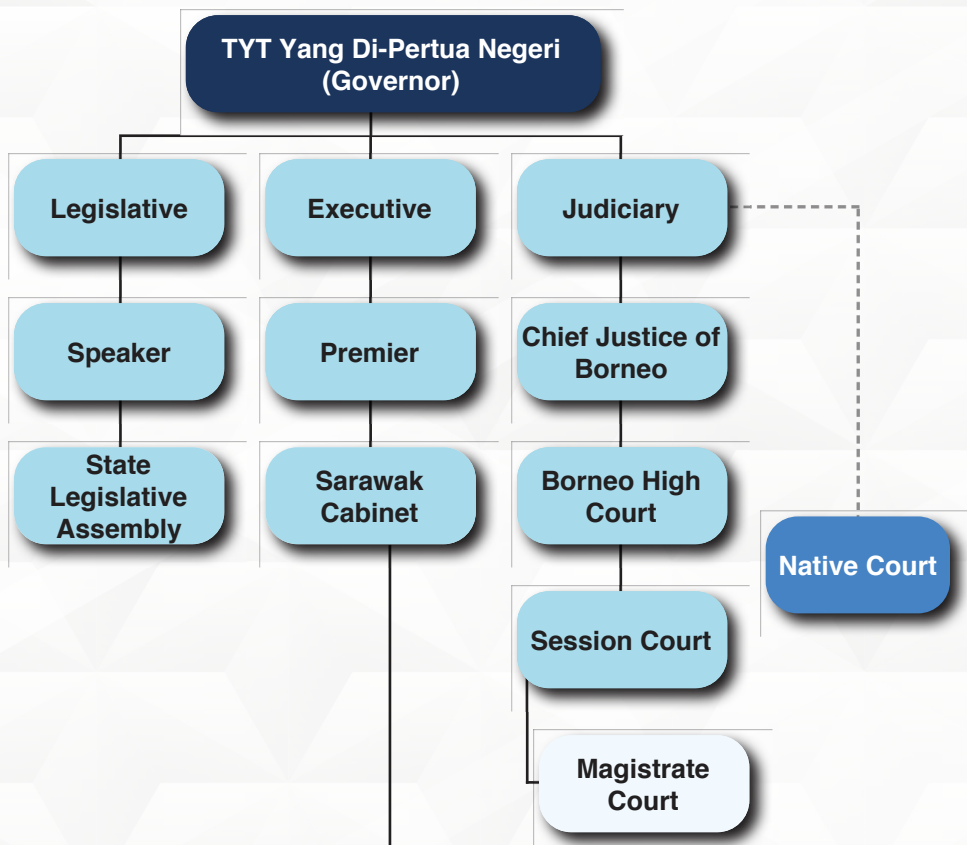 TYT Yang Di-Pertua Negeri
(Governor)
Legislative
Executive
Judiciary
Speaker
Premier
Chief Justice of
Borneo
State
Legislative
Assembly
Sarawak
Cabinet
Borneo High
Court
Native Court
Session Court
Magistrate
Court